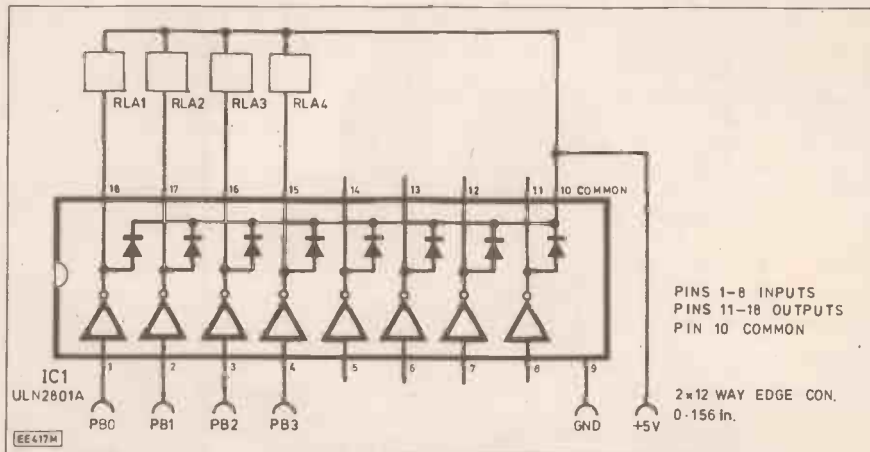 RLA1 RLA2 RLA3 RLA4
18 17 16 15 14 13 12 11 10 COMMON
PINS 1-8 INPUTS
PINS 11-18 OUTPUTS
PIN 10 COMMON
IC1
ULN2801A
1 2 3 4 5 6 7 8 9
2x12 WAY EDGE CON.
0·156 in.
PB0 PB1 PB2 PB3 GND +5V
EE417M